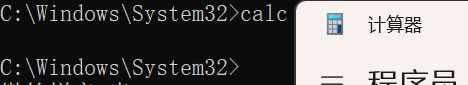 C:\Windows\System32>calc
计算器
C:\Windows\System32>
程序员